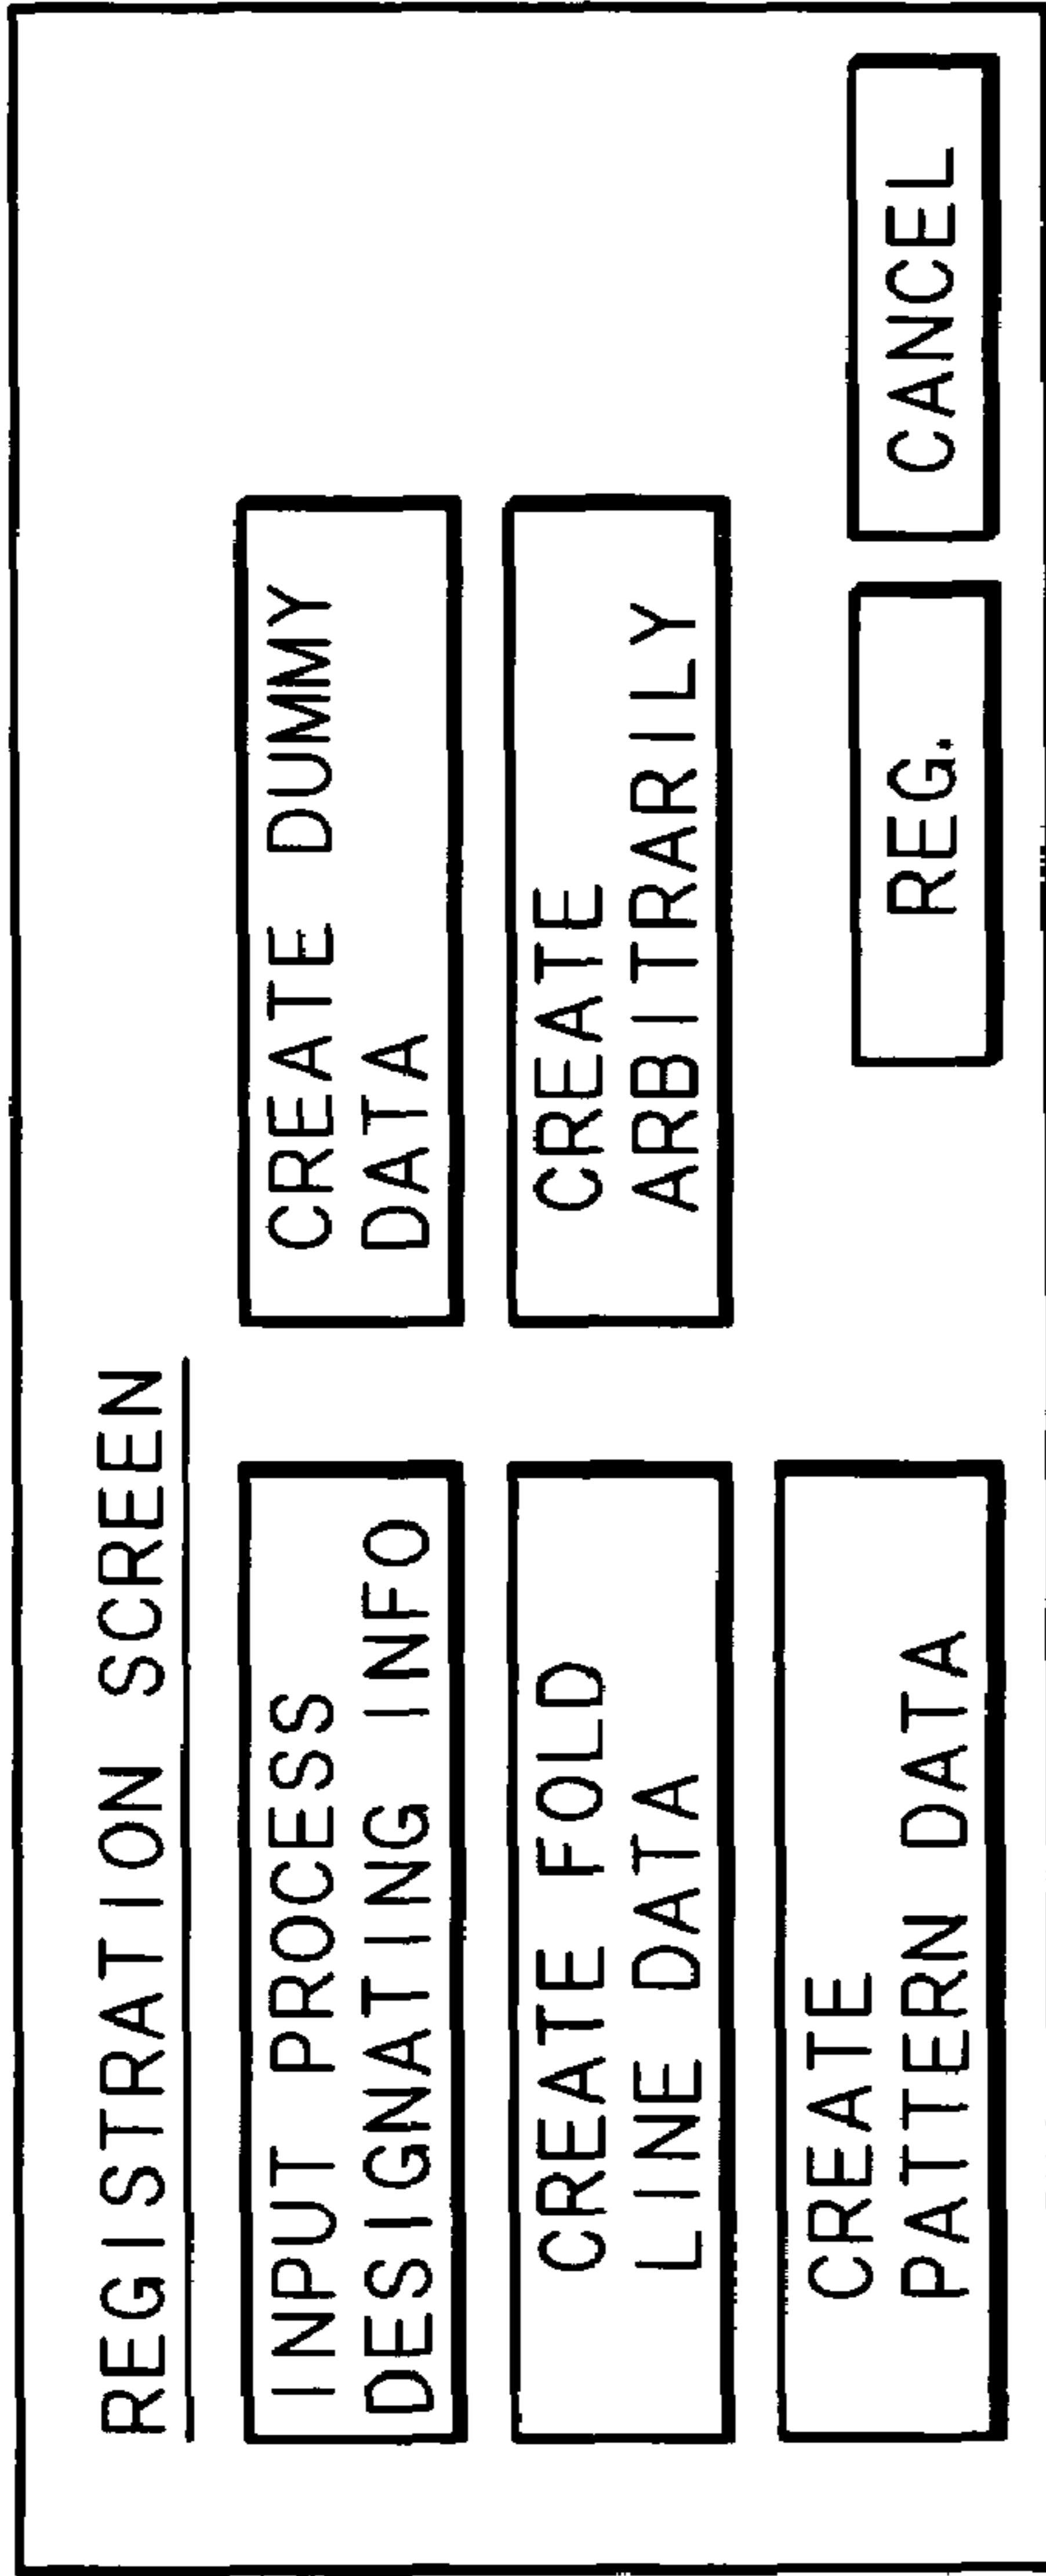 REGISTRATION SCREEN
INPUT PROCESS
DESIGNATING INFO
CREATE DUMMY
DATA
CREATE FOLD
LINE DATA
CREATE
ARBITRARILY
CREATE
PATTERN DATA
REG.
CANCEL